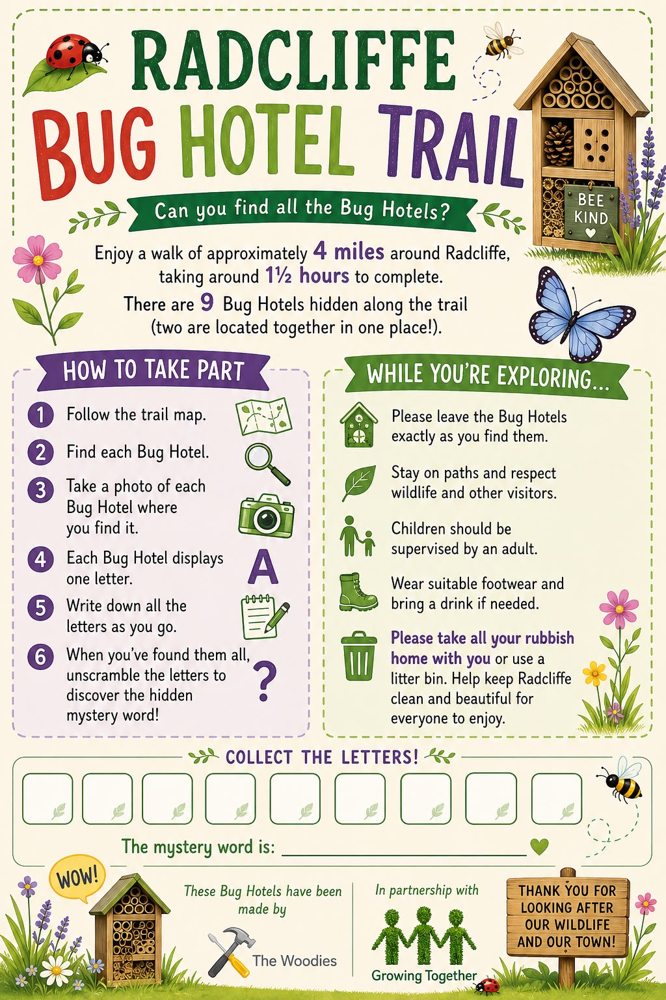 RADCLIFFE
BUG HOTEL TRAIL
BEE
KIND
Can you find all the Bug Hotels?
Enjoy a walk of approximately 4 miles around Radcliffe,
taking around 1½ hours to complete.
There are 9 Bug Hotels hidden along the trail
(two are located together in one place!).
HOW TO TAKE PART
1 Follow the trail map.
2 Find each Bug Hotel.
3 Take a photo of each
Bug Hotel where
you find it.
4 Each Bug Hotel displays
one letter.
A
5 Write down all the
letters as you go.
6 When you've found them all,
unscramble the letters to
discover the hidden
mystery word!
?
WHILE YOU'RE EXPLORING...
Please leave the Bug Hotels
exactly as you find them.
Stay on paths and respect
wildlife and other visitors.
Children should be
supervised by an adult.
Wear suitable footwear and
bring a drink if needed.
Please take all your rubbish
home with you or use a
litter bin. Help keep Radcliffe
clean and beautiful for
everyone to enjoy.
COLLECT THE LETTERS!
The mystery word is:
WOW!
These Bug Hotels have been
made by
The Woodies
In partnership with
Growing Together
THANK YOU FOR
LOOKING AFTER
OUR WILDLIFE
AND OUR TOWN!